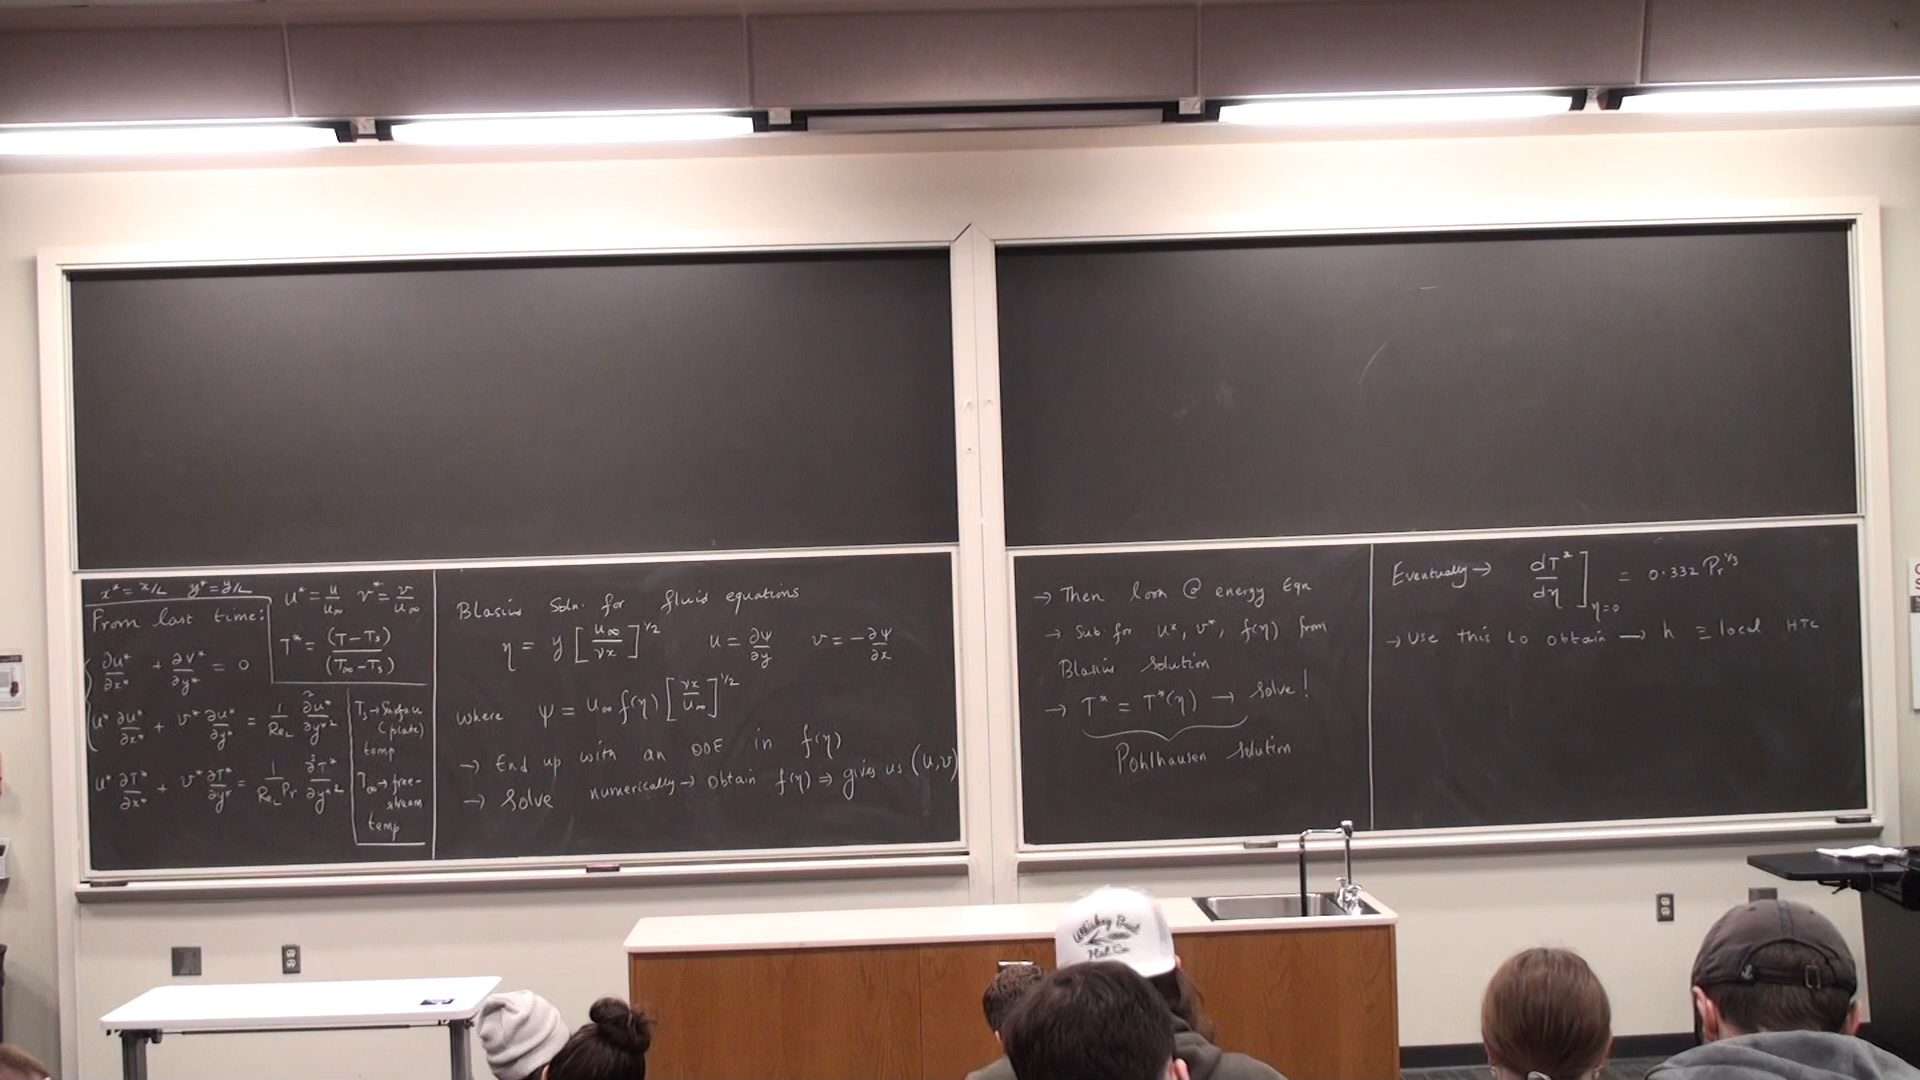 x* = x/L y* = y/L
u* = u/u∞ v* = v/u∞
From last time:
T* = (T-Ts)/(T∞-Ts)
∂u*/∂x* + ∂v*/∂y* = 0
u* ∂u*/∂x* + v* ∂u*/∂y* = 1/Re_L ∂²u*/∂y*²
u* ∂T*/∂x* + v* ∂T*/∂y* = 1/(Re_L Pr) ∂²T*/∂y*²
Ts → Surface
(plate)
temp
T∞ → free-
stream
temp
Blasius Soln. for fluid equations
η = y [u∞/νx]^1/2 u = ∂ψ/∂y v = -∂ψ/∂x
where ψ = u∞ f(η) [νx/u∞]^1/2
→ End up with an ODE in f(η)
→ Solve numerically → Obtain f(η) ⇒ gives us (u,v)
→ Then look @ energy Eqn
→ Sub. for u*, v*, f(η) from
Blasius solution
→ T* = T*(η) → solve!
Pohlhausen solution
Eventually → dT*/dη]η=0 = 0.332 Pr^1/3
→ Use this to obtain → h ≡ local HTC